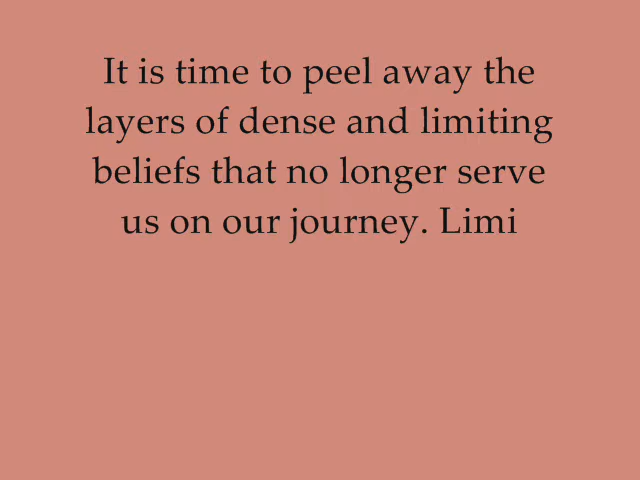 It is time to peel away the
layers of dense and limiting
beliefs that no longer serve
us on our journey. Limi